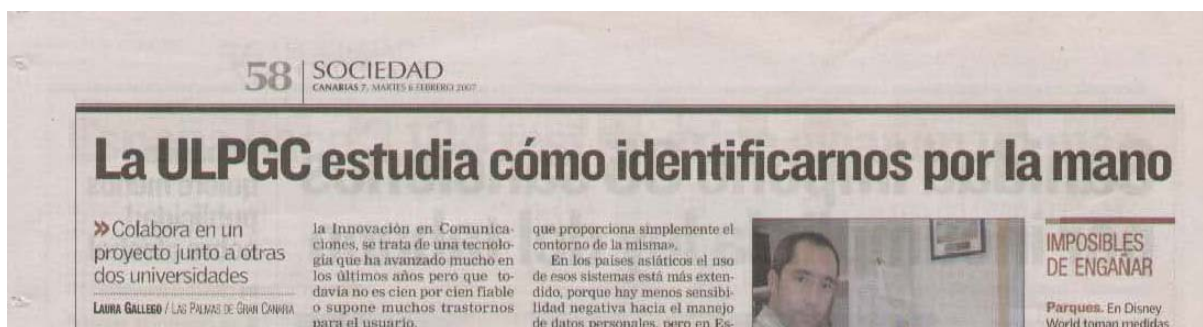 58
SOCIEDAD
CANARIAS 7, MARTES 6 FEBRERO 2007
La ULPGC estudia cómo identificarnos por la mano
»Colabora en un
proyecto junto a otras
dos universidades
LAURA GALLEGO / LAS PALMAS DE GRAN CANARIA
la Innovación en Comunica-
ciones, se trata de una tecnolo-
gía que ha avanzado mucho en
los últimos años pero que to-
davía no es cien por cien fiable
o supone muchos trastornos
para el usuario.
que proporciona simplemente el
contorno de la misma».
En los países asiáticos el uso
de esos sistemas está más exten-
dido, porque hay menos sensibi-
lidad negativa hacia el manejo
de datos personales, pero en Es-
IMPOSIBLES
DE ENGAÑAR
Parques. En Disney
World toman medidas